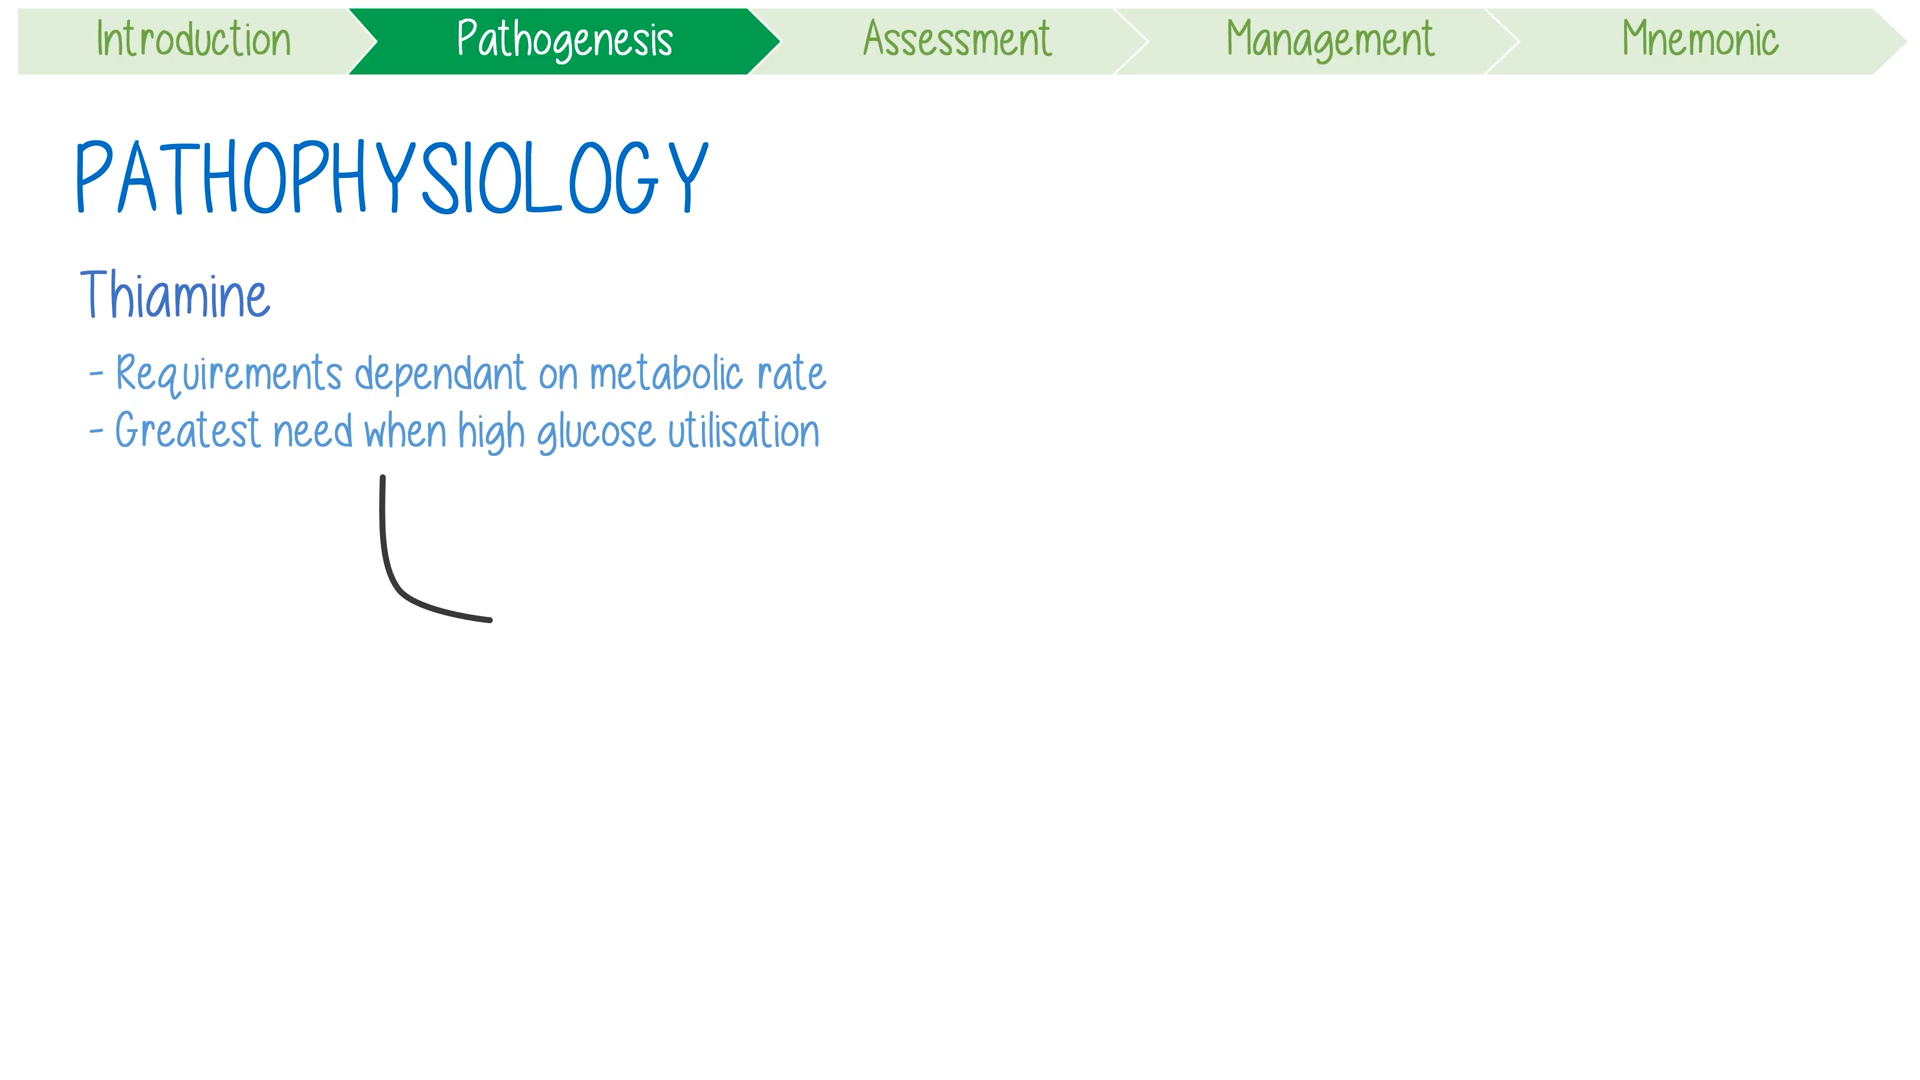 Introduction
Pathogenesis
Assessment
Management
Mnemonic
PATHOPHYSIOLOGY
Thiamine
- Requirements dependant on metabolic rate
- Greatest need when high glucose utilisation